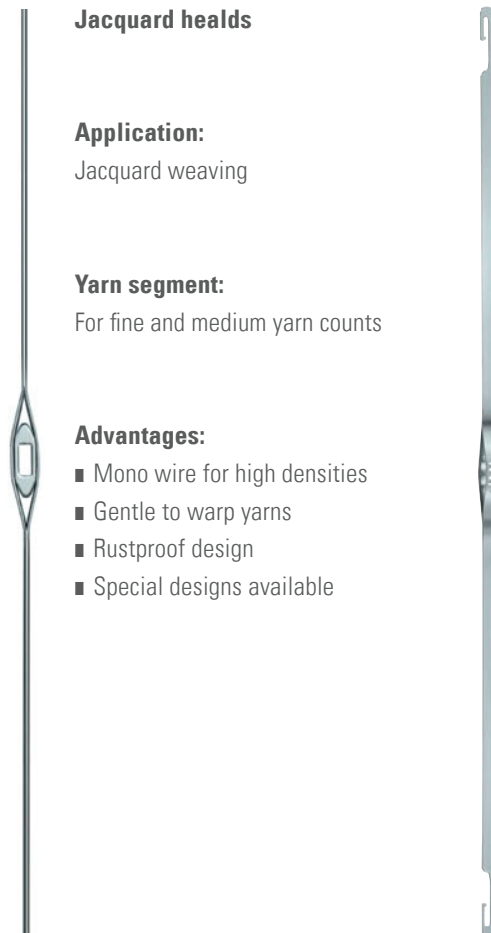 Jacquard healds
Application:
Jacquard weaving
Yarn segment:
For fine and medium yarn counts
Advantages:
■ Mono wire for high densities
■ Gentle to warp yarns
■ Rustproof design
■ Special designs available